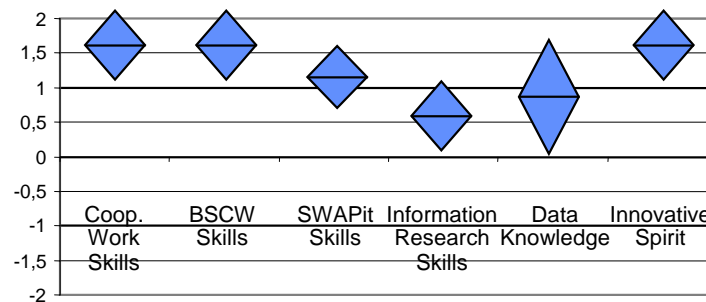 2
1,5
1
0,5
0
-0,5
-1
-1,5
-2
Coop.
Work
Skills
BSCW
Skills
SWAPit
Skills
Information
Research
Skills
Data
Knowledge
Innovative
Spirit